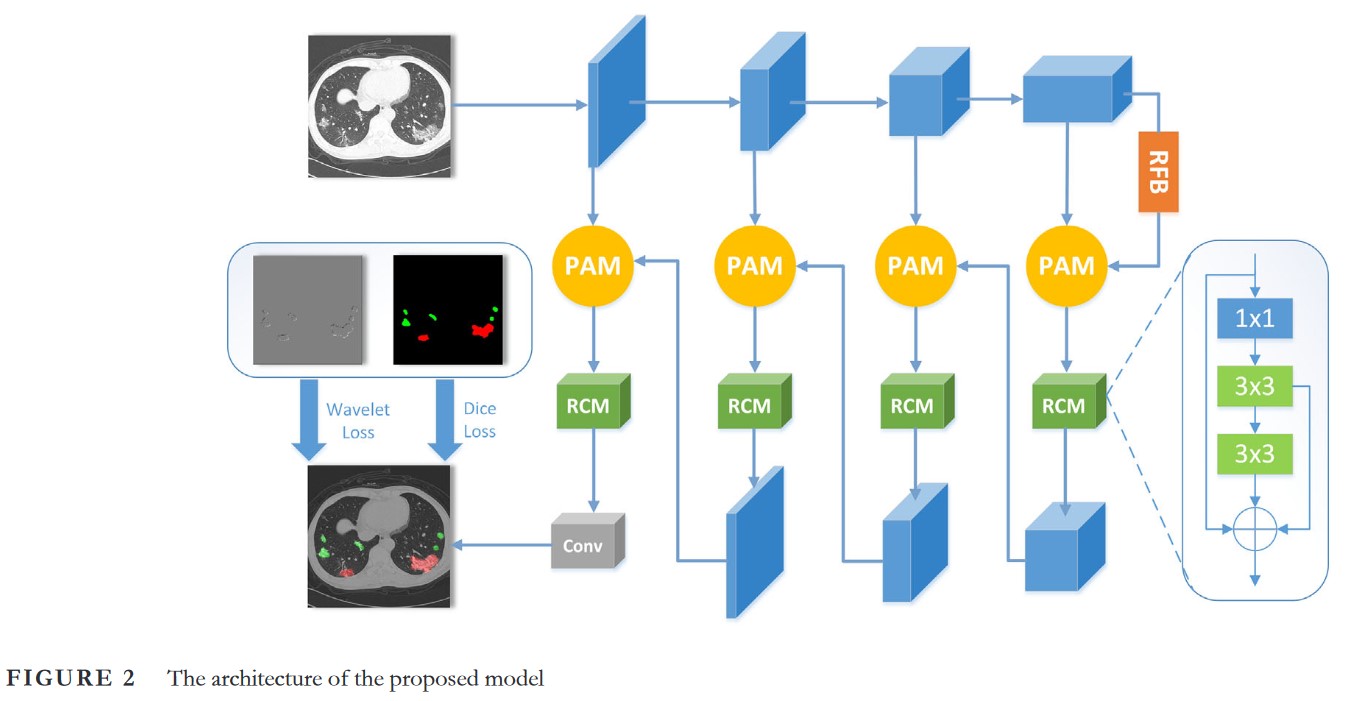 RFB
PAM
PAM
PAM
PAM
1x1
3x3
3x3
Wavelet
Loss
Dice
Loss
RCM
RCM
RCM
RCM
Conv
FIGURE 2 The architecture of the proposed model